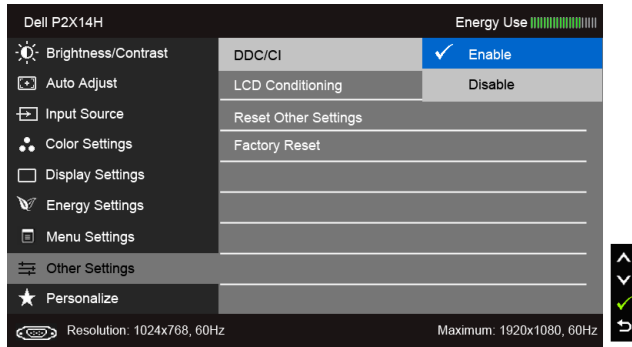 Dell P2X14H
Energy Use
Brightness/Contrast
DDC/CI
Enable
Auto Adjust
LCD Conditioning
Disable
Input Source
Reset Other Settings
Color Settings
Factory Reset
Display Settings
Energy Settings
Menu Settings
Other Settings
Personalize
Resolution: 1024x768, 60Hz
Maximum: 1920x1080, 60Hz